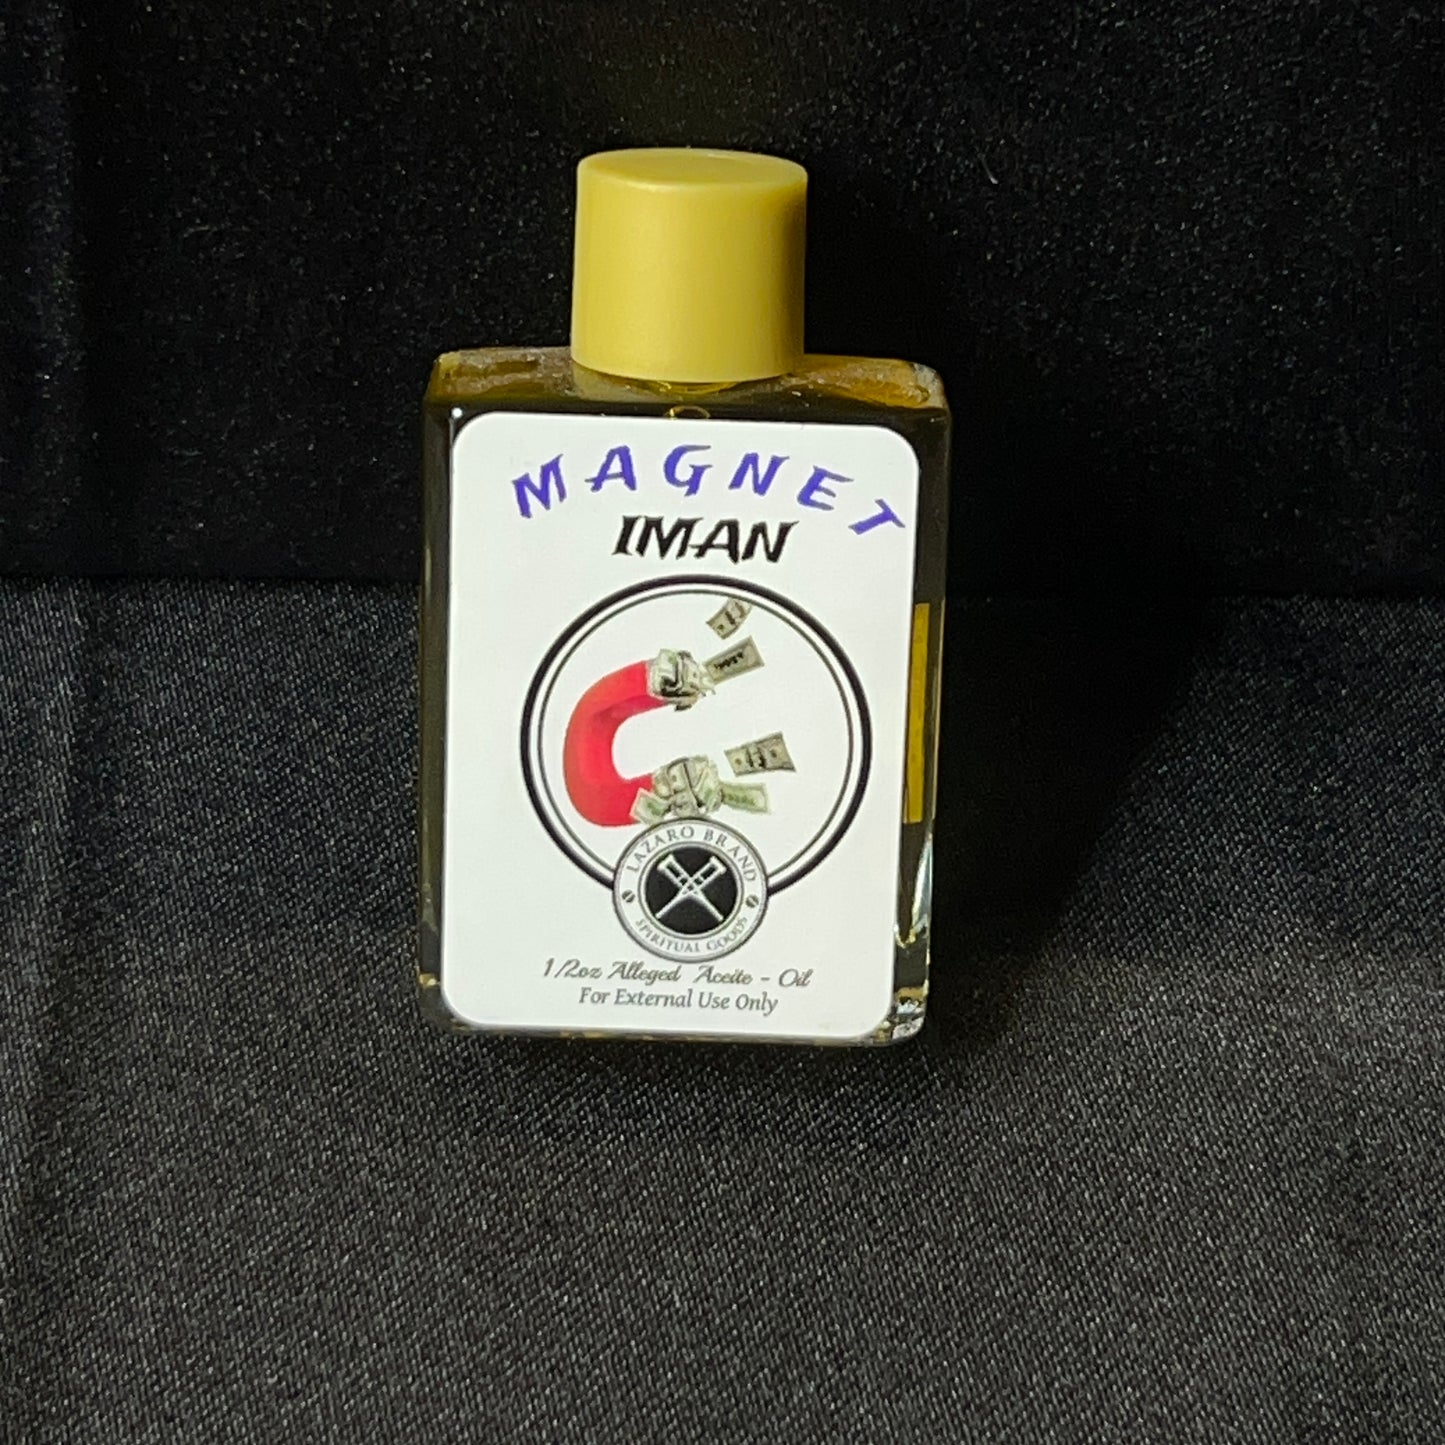 MAGNET
IMAN
LAZARO BRAND
SPIRITUAL GOODS
1/2oz Alleged Aceite - Oil
For External Use Only